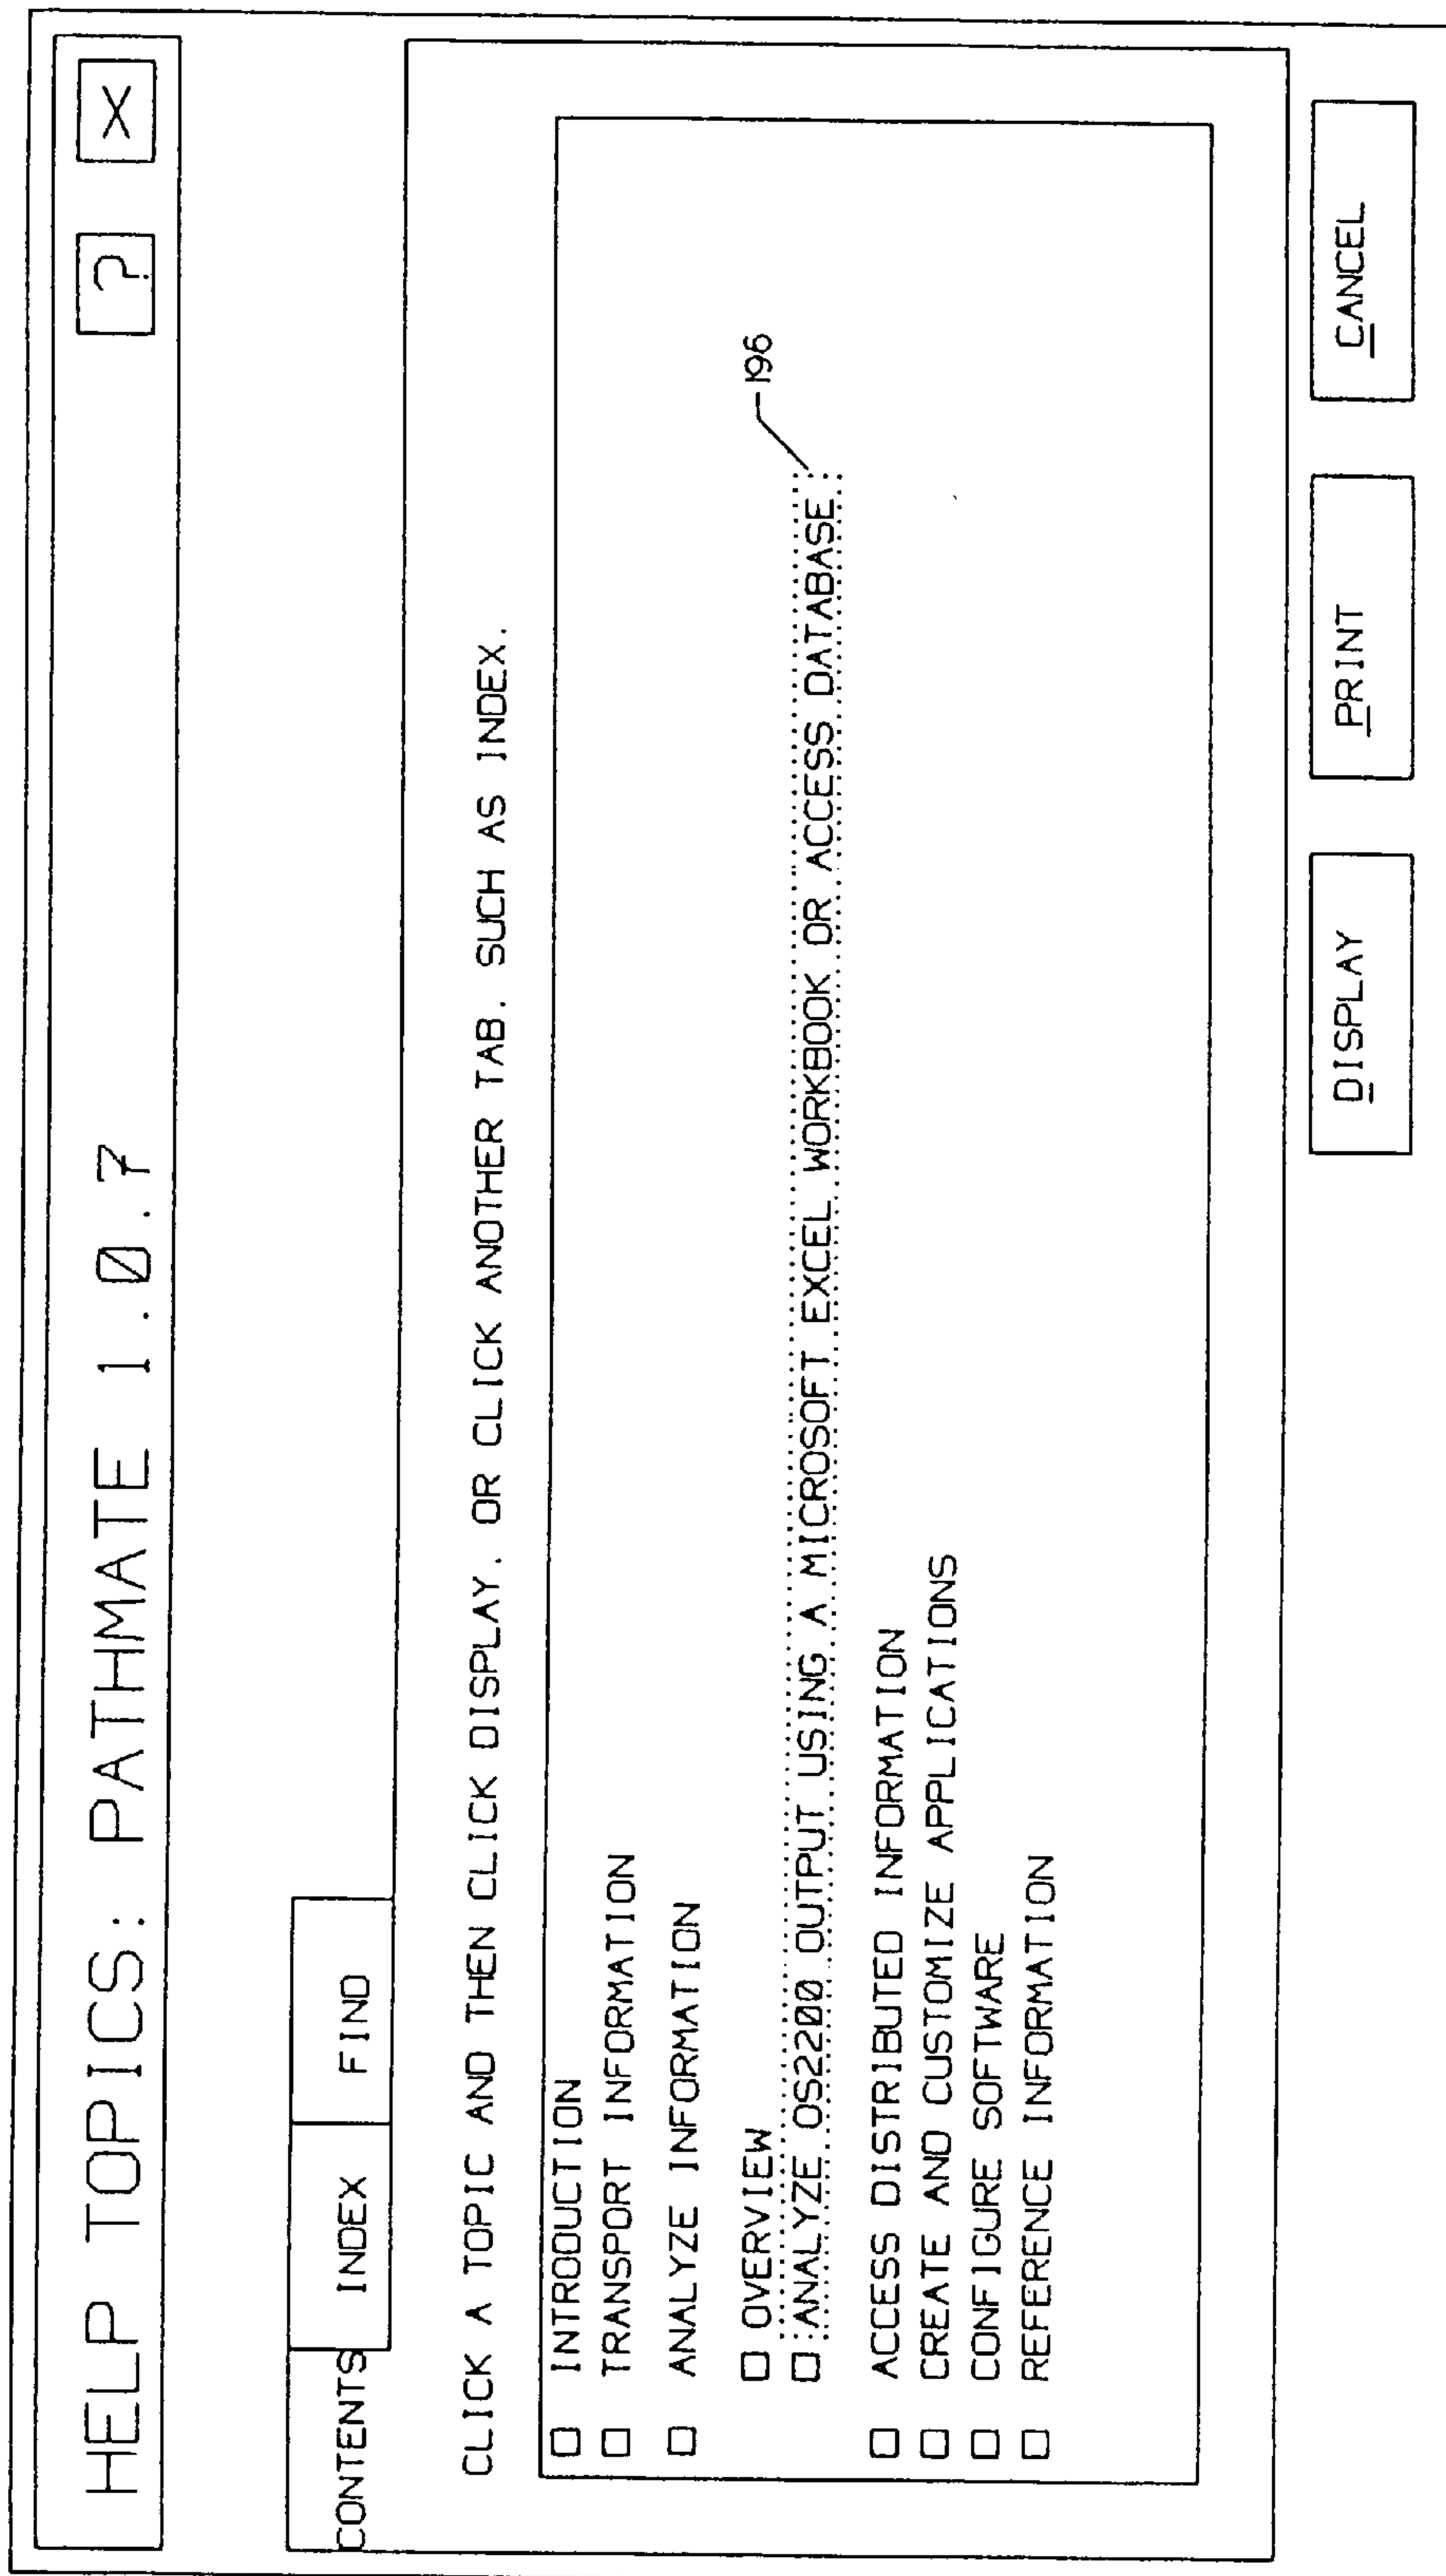 HELP TOPICS: PATHMATE 1.0.7
? X
CONTENTS INDEX FIND
CLICK A TOPIC AND THEN CLICK DISPLAY. OR CLICK ANOTHER TAB. SUCH AS INDEX.
INTRODUCTION
TRANSPORT INFORMATION
ANALYZE INFORMATION
OVERVIEW
ANALYZE OS2200 OUTPUT USING A MICROSOFT EXCEL WORKBOOK OR ACCESS DATABASE
196
ACCESS DISTRIBUTED INFORMATION
CREATE AND CUSTOMIZE APPLICATIONS
CONFIGURE SOFTWARE
REFERENCE INFORMATION
DISPLAY PRINT CANCEL